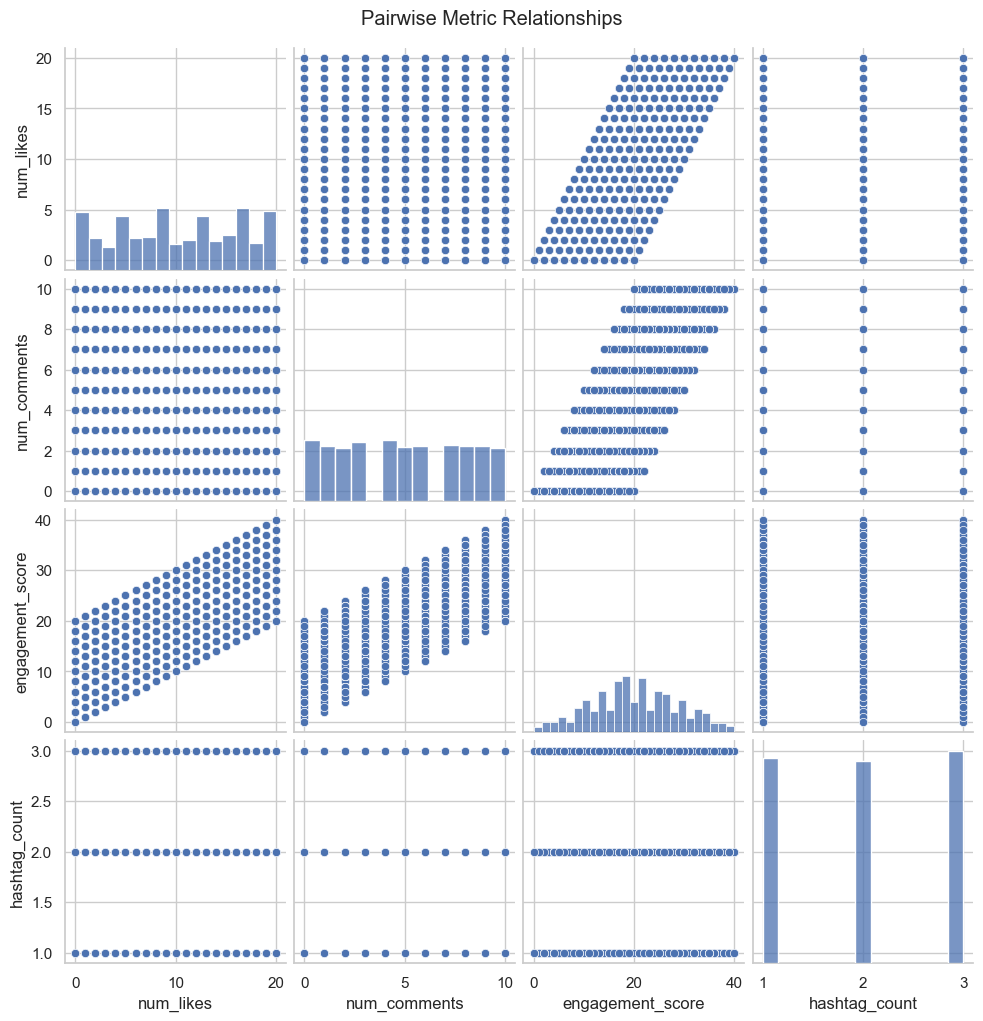 Pairwise Metric Relationships
20
15
10
5
0
num_likes
10
8
6
4
2
0
num_comments
40
30
20
10
0
engagement_score
3.0
2.5
2.0
1.5
1.0
hashtag_count
0 10 20
0 5 10
0 20 40
1 2 3
num_likes
num_comments
engagement_score
hashtag_count